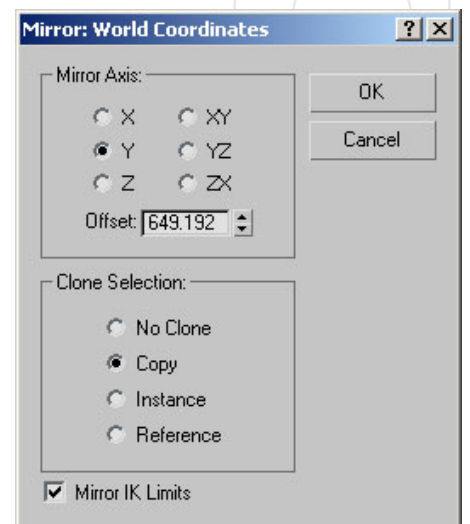 Mirror: World Coordinates
Mirror Axis:
X XY
Y YZ
Z ZX
Offset: 649.192
OK
Cancel
Clone Selection:
No Clone
Copy
Instance
Reference
Mirror IK Limits